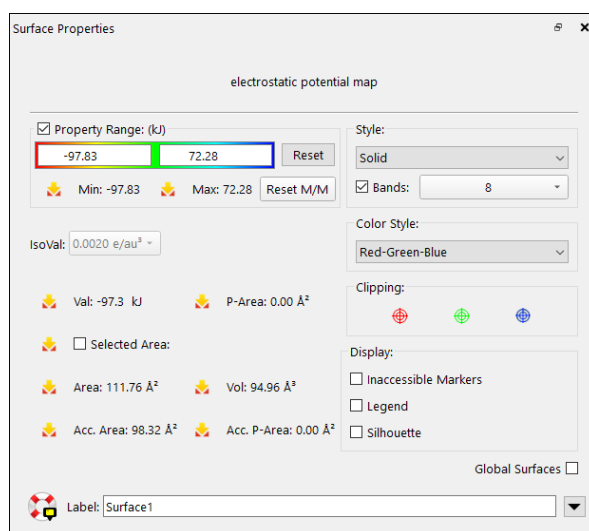 Surface Properties
electrostatic potential map
Property Range: (kJ)
-97.83 72.28 Reset
Min: -97.83 Max: 72.28 Reset M/M
Style:
Solid
Bands: 8
IsoVal: 0.0020 e/au³
Color Style:
Red-Green-Blue
Val: -97.3 kJ P-Area: 0.00 Å²
Selected Area:
Area: 111.76 Å² Vol: 94.96 Å³
Acc. Area: 98.32 Å² Acc. P-Area: 0.00 Å²
Clipping:
Display:
Inaccessible Markers
Legend
Silhouette
Global Surfaces
Label: Surface1